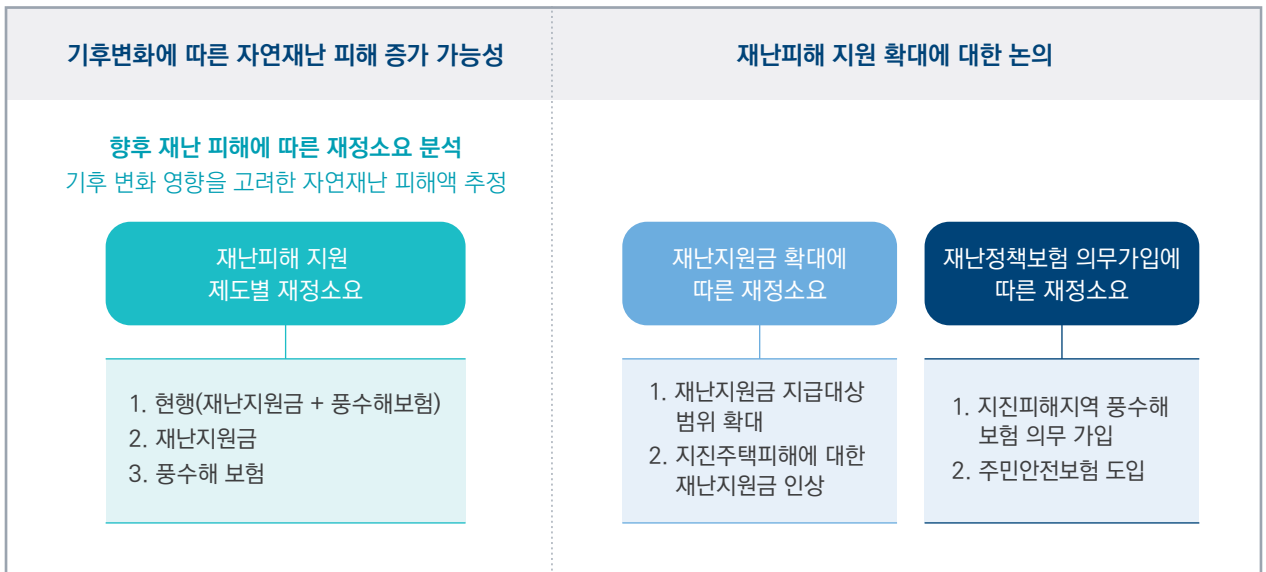 기후변화에 따른 자연재난 피해 증가 가능성
재난피해 지원 확대에 대한 논의
향후 재난 피해에 따른 재정소요 분석
기후 변화 영향을 고려한 자연재난 피해액 추정
재난피해 지원
제도별 재정소요
1. 현행(재난지원금 + 풍수해보험)
2. 재난지원금
3. 풍수해 보험
재난지원금 확대에
따른 재정소요
1. 재난지원금 지급대상
범위 확대
2. 지진주택피해에 대한
재난지원금 인상
재난정책보험 의무가입에
따른 재정소요
1. 지진피해지역 풍수해
보험 의무 가입
2. 주민안전보험 도입